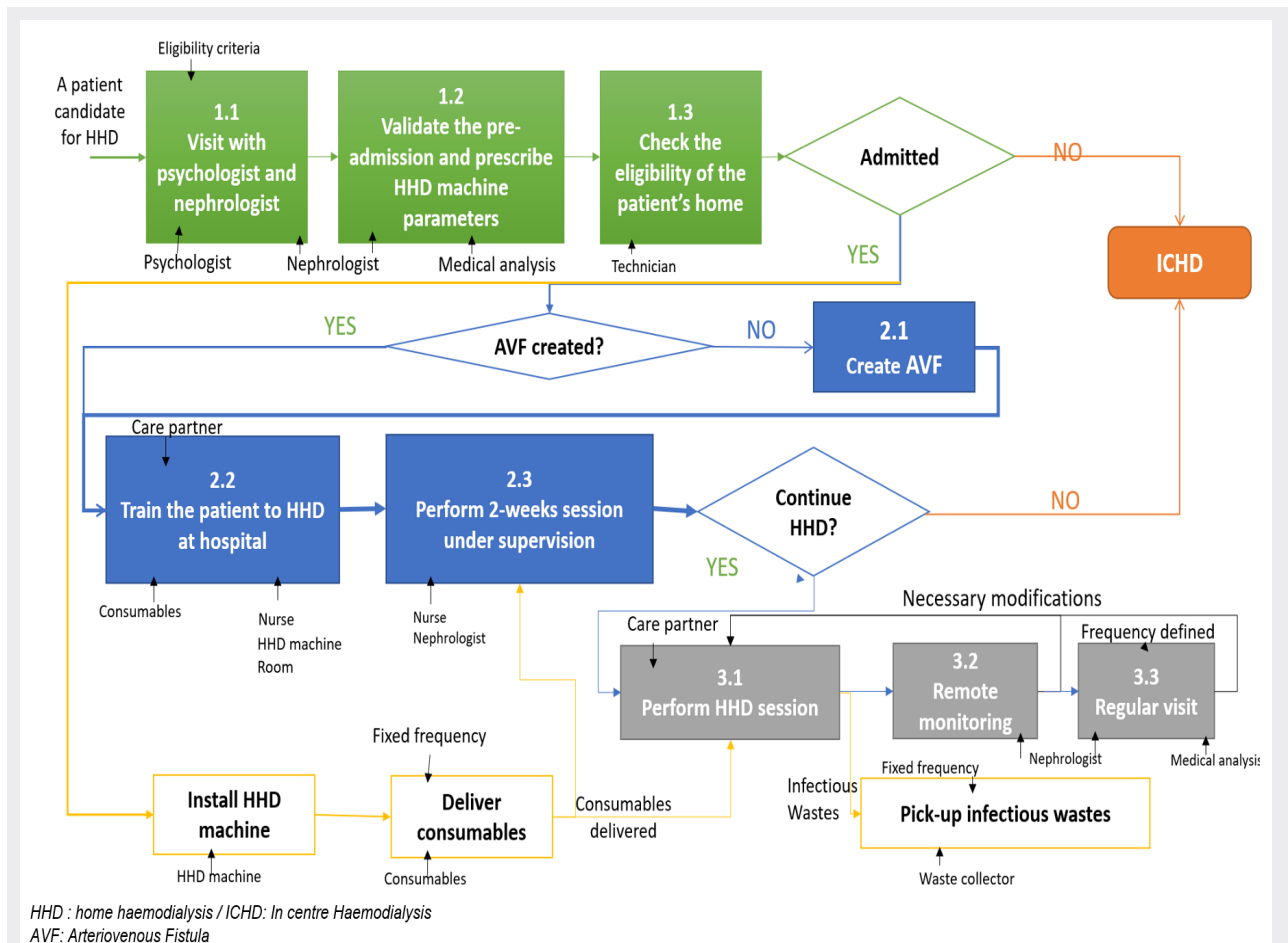 Eligibility criteria
A patient
candidate
for HHD
1.1
Visit with
psychologist and
nephrologist
1.2
Validate the pre-
admission and prescribe
HHD machine
parameters
1.3
Check the
eligibility of the
patient's home
Admitted
NO
Psychologist
Nephrologist
Medical analysis
Technician
YES
ICHD
YES
AVF created?
NO
2.1
Create AVF
Care partner
2.2
Train the patient to HHD
at hospital
2.3
Perform 2-weeks session
under supervision
Continue
HHD?
NO
YES
Consumables
Nurse
HHD machine
Room
Nurse
Nephrologist
Necessary modifications
Care partner
Frequency defined
3.1
Perform HHD session
3.2
Remote
monitoring
3.3
Regular visit
Nephrologist
Medical analysis
Fixed frequency
Fixed frequency
Install HHD
machine
Deliver
consumables
Consumables
delivered
Infectious
Wastes
Pick-up infectious wastes
HHD machine
Consumables
Waste collector
HHD : home haemodialysis / ICHD: In centre Haemodialysis
AVF: Arteriovenous Fistula